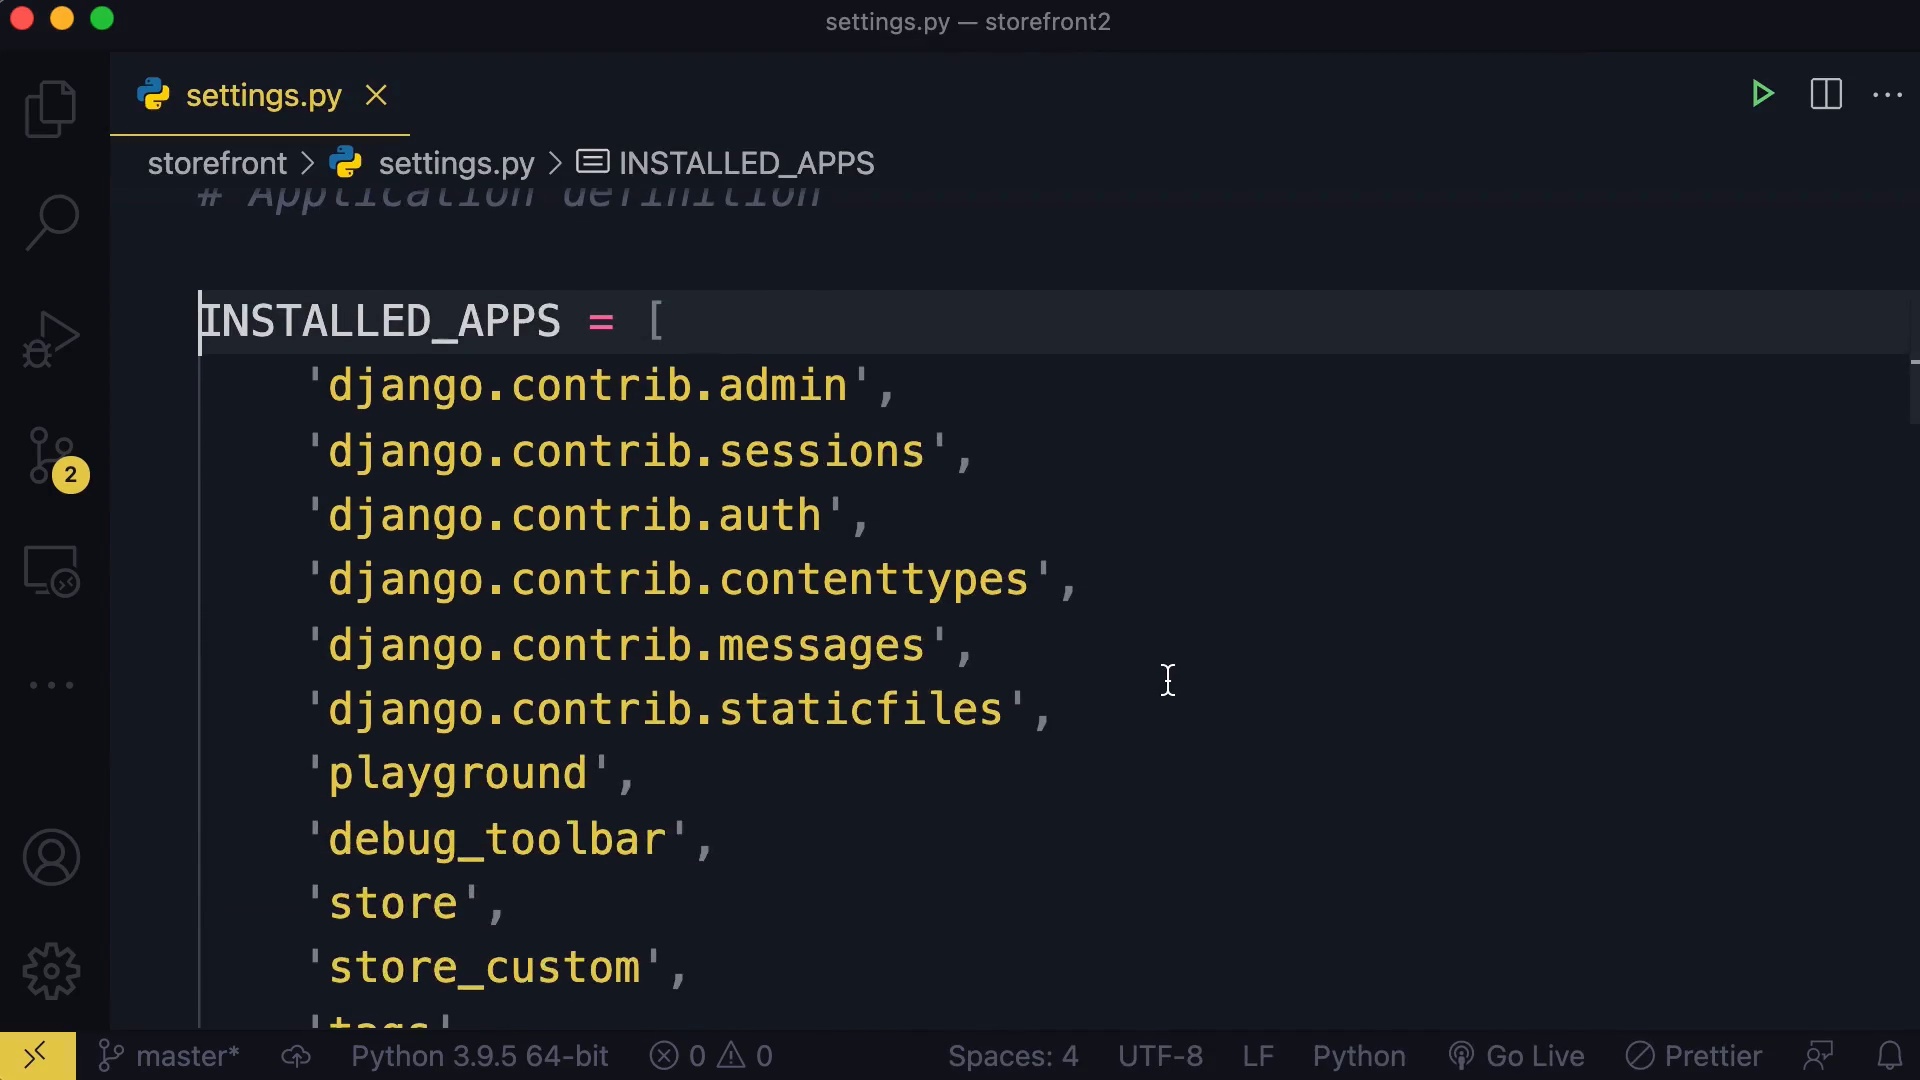 settings.py — storefront2
settings.py
storefront > settings.py > INSTALLED_APPS
# Application definition
INSTALLED_APPS = [
'django.contrib.admin',
'django.contrib.sessions',
'django.contrib.auth',
'django.contrib.contenttypes',
'django.contrib.messages',
'django.contrib.staticfiles',
'playground',
'debug_toolbar',
'store',
'store_custom',
'tags'
2
master* Python 3.9.5 64-bit 0 0 Spaces: 4 UTF-8 LF Python Go Live Prettier